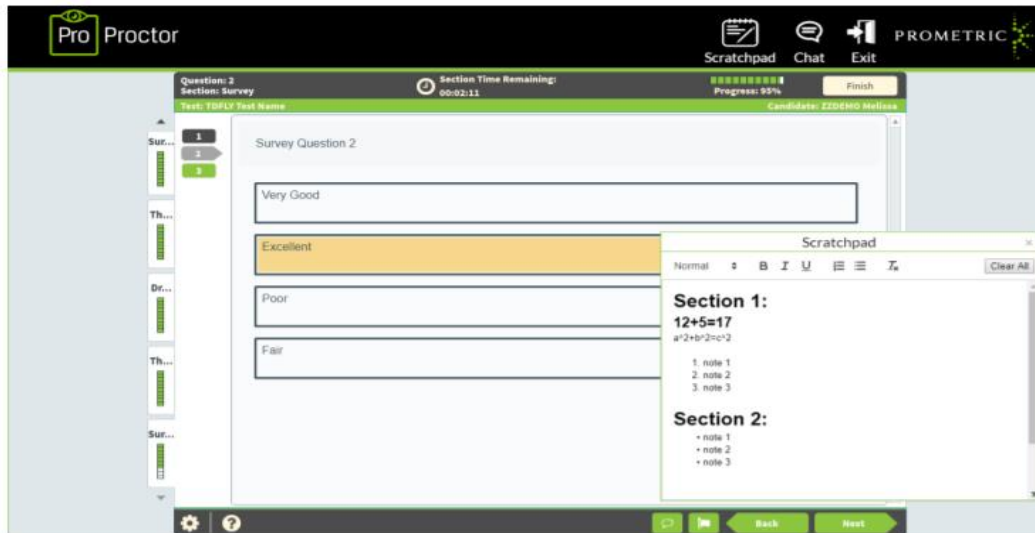 Pro Proctor
Scratchpad
Chat
Exit
PROMETRIC
Question: 2
Section: Survey
Section Time Remaining:
00:02:11
Progress: 95%
Finish
Test: TDFLY Test Name
Candidate: ZZDEMO Melissa
Sur...
Th...
Dr...
Th...
Sur...
1
2
3
Survey Question 2
Very Good
Excellent
Poor
Fair
Scratchpad
×
Normal B I U Tx Clear All
Section 1:
12+5=17
a^2+b^2=c^2
1. note 1
2. note 2
3. note 3
Section 2:
• note 1
• note 2
• note 3
?
Back
Next